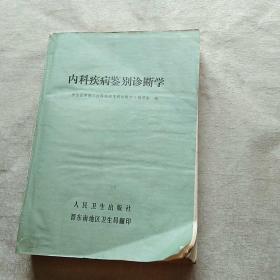 内科疾病鉴别诊断学
人民卫生出版社
晋东南地区卫生局翻印